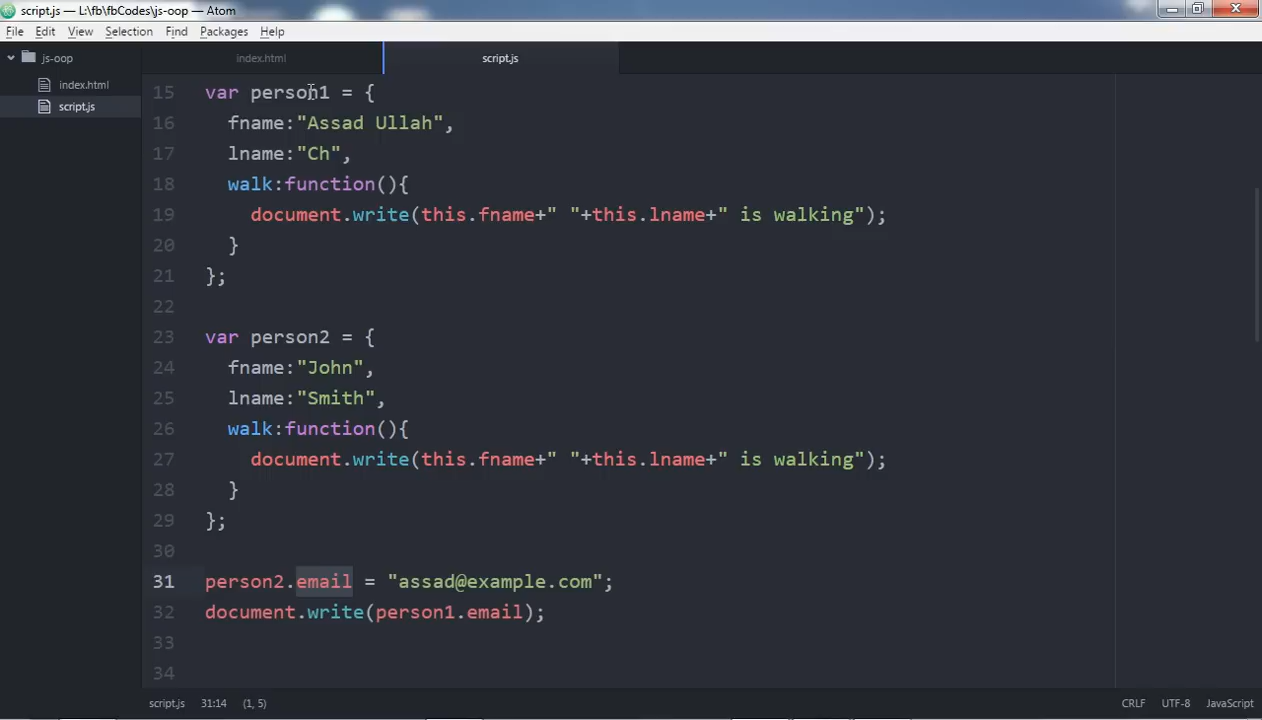 script.js — L:\fb\fbCodes\js-oop — Atom
File Edit View Selection Find Packages Help
js-oop
index.html
script.js
index.html script.js
15 var person1 = {
16 fname:"Assad Ullah",
17 lname:"Ch",
18 walk:function(){
19 document.write(this.fname+" "+this.lname+" is walking");
20 }
21 };
22
23 var person2 = {
24 fname:"John",
25 lname:"Smith",
26 walk:function(){
27 document.write(this.fname+" "+this.lname+" is walking");
28 }
29 };
30
31 person2.email = "assad@example.com";
32 document.write(person1.email);
33
34
script.js 31:14 (1, 5) CRLF UTF-8 JavaScript